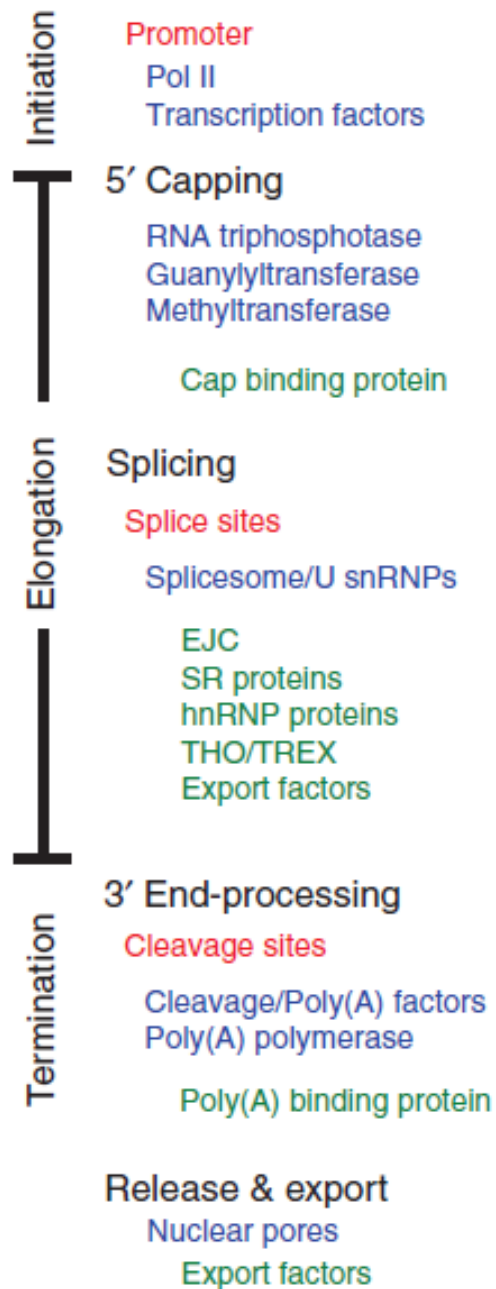 Initiation
Promoter
Pol II
Transcription factors
5′ Capping
RNA triphosphotase
Guanylyltransferase
Methyltransferase
Cap binding protein
Elongation
Splicing
Splice sites
Splicesome/U snRNPs
EJC
SR proteins
hnRNP proteins
THO/TREX
Export factors
Termination
3′ End-processing
Cleavage sites
Cleavage/Poly(A) factors
Poly(A) polymerase
Poly(A) binding protein
Release & export
Nuclear pores
Export factors